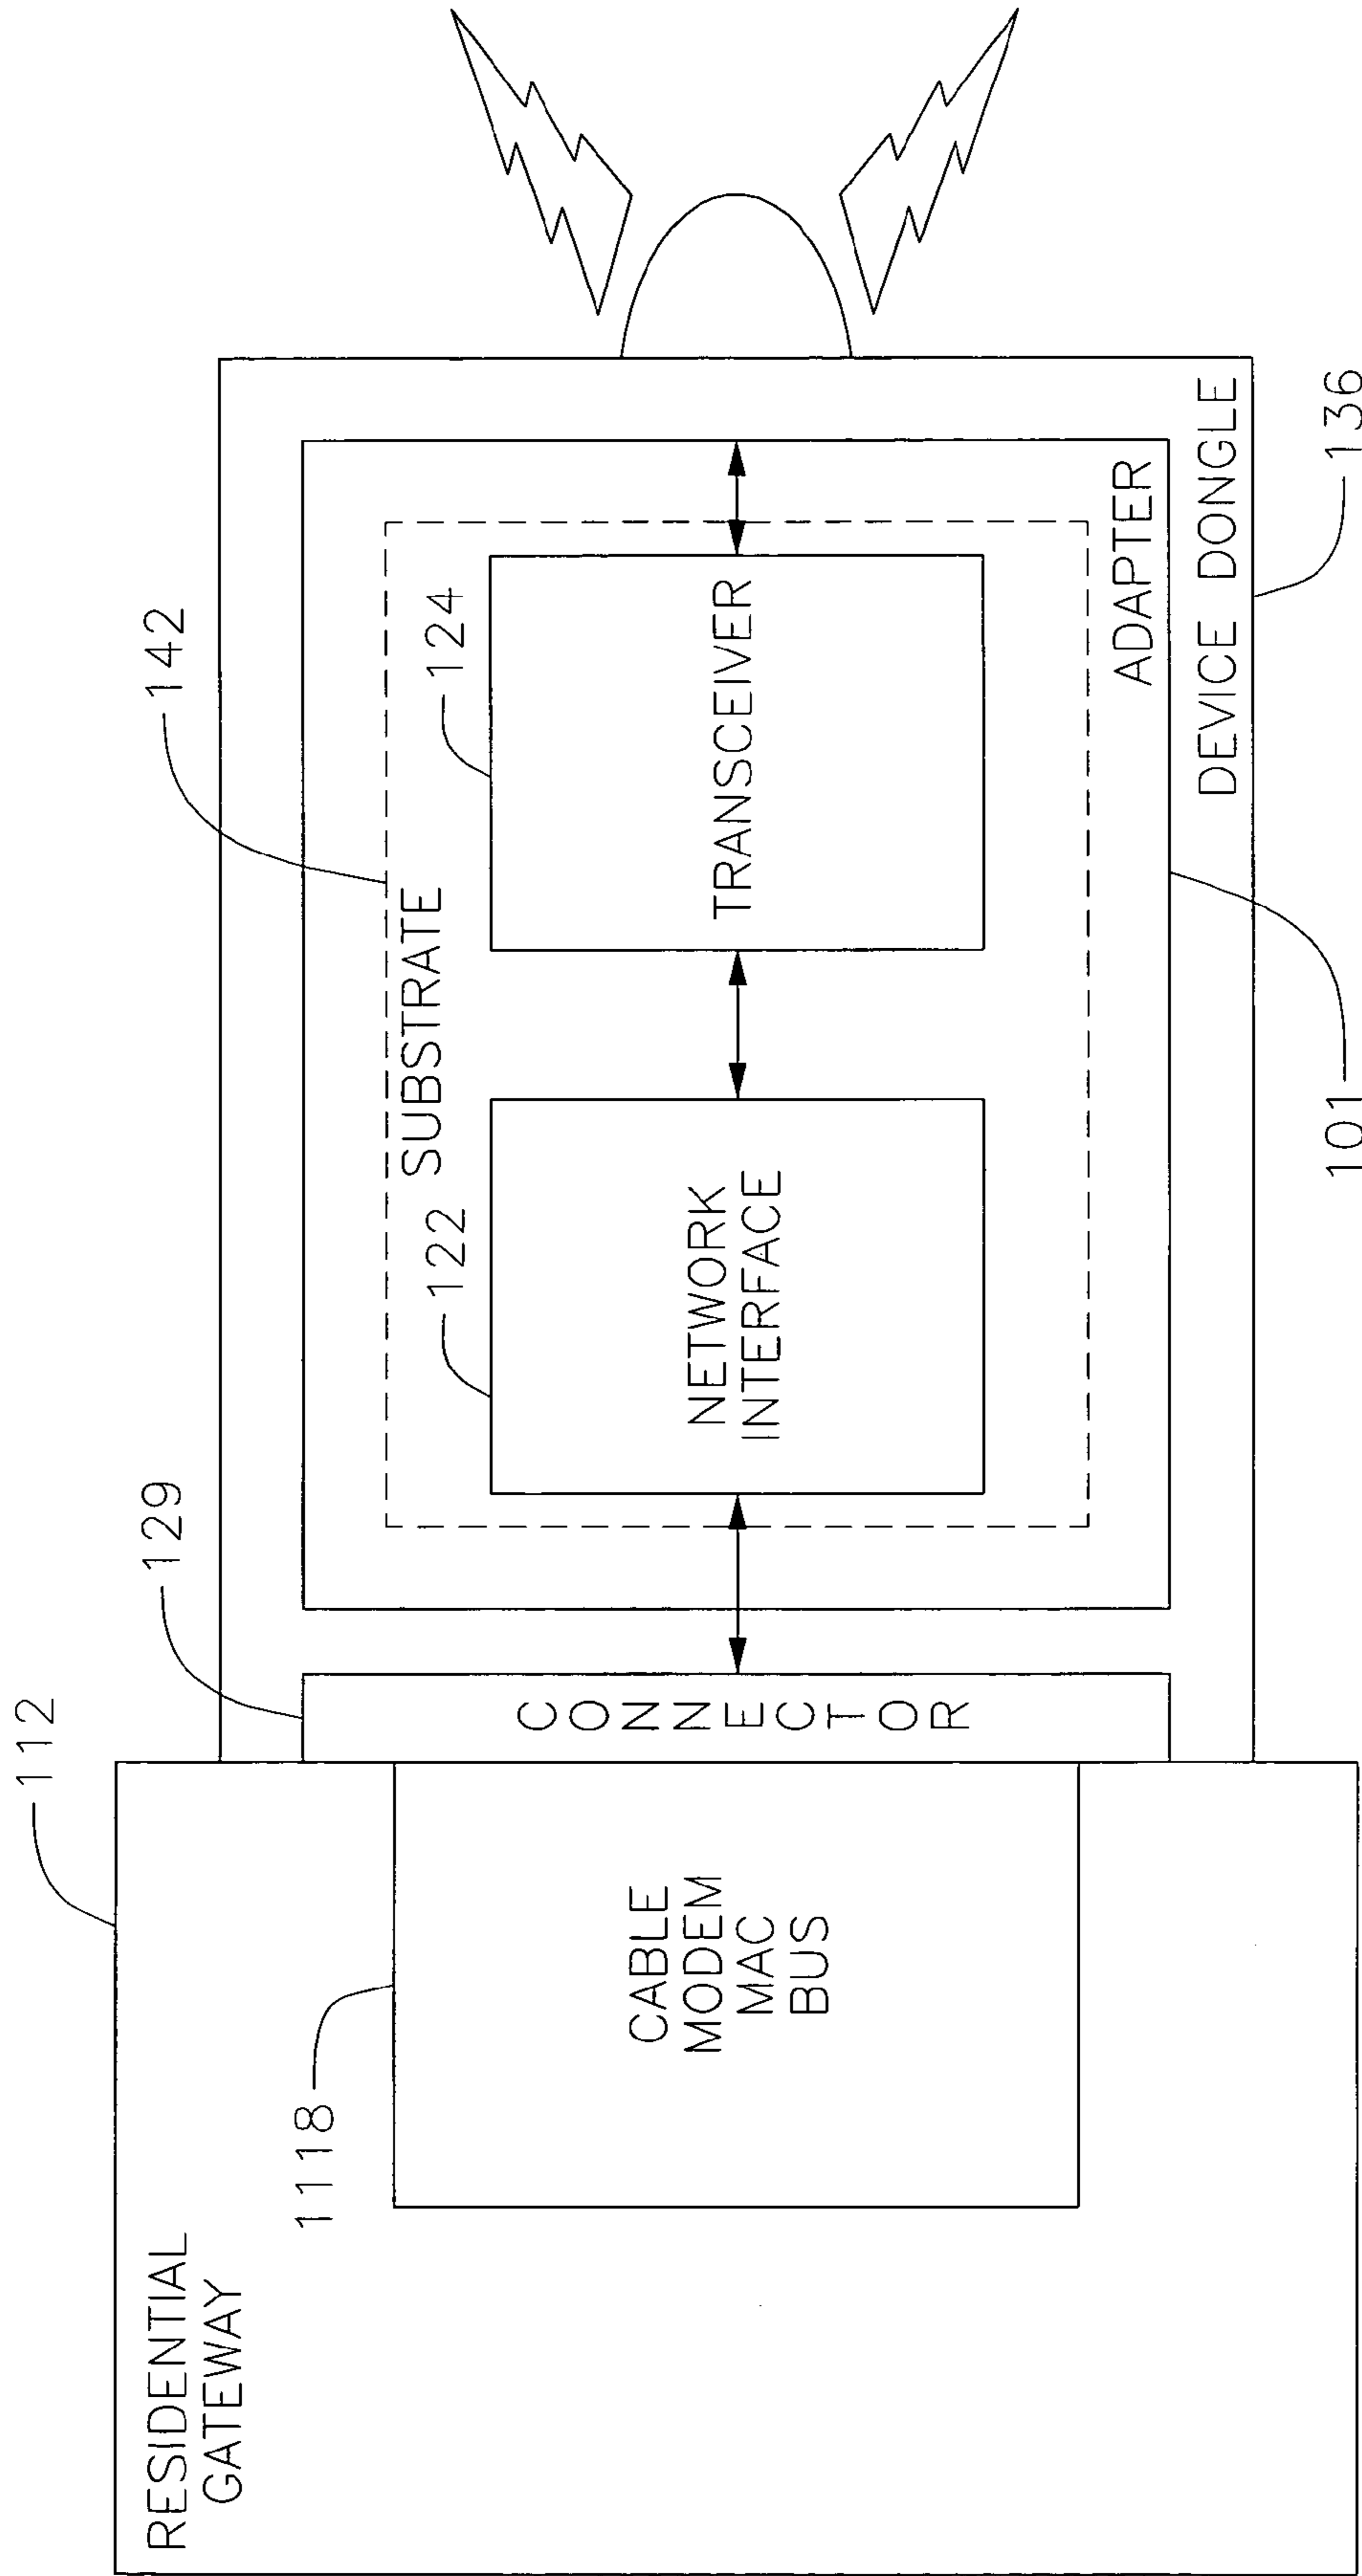 112
RESIDENTIAL
GATEWAY
1118
CABLE
MODEM
MAC
BUS
129
CONNECTOR
142
SUBSTRATE
122
NETWORK
INTERFACE
124
TRANSCEIVER
ADAPTER
DEVICE DONGLE
101
136